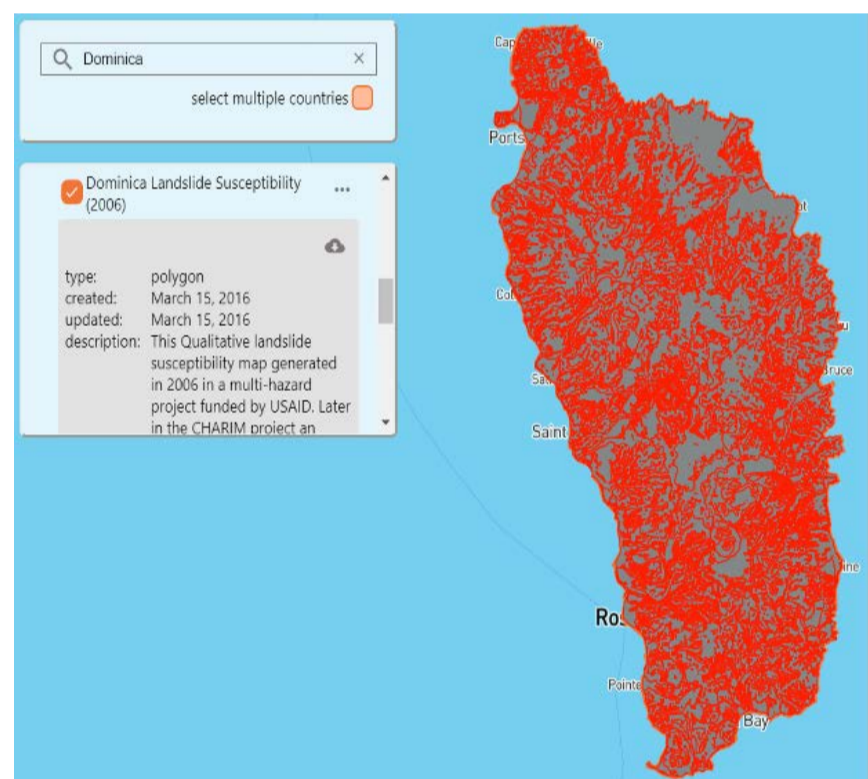 Dominica
select multiple countries
Dominica Landslide Susceptibility
(2006)
type: polygon
created: March 15, 2016
updated: March 15, 2016
description: This Qualitative landslide
susceptibility map generated
in 2006 in a multi-hazard
project funded by USAID. Later
in the CHARIM project an
Ports
Saint
Pointe
Bay